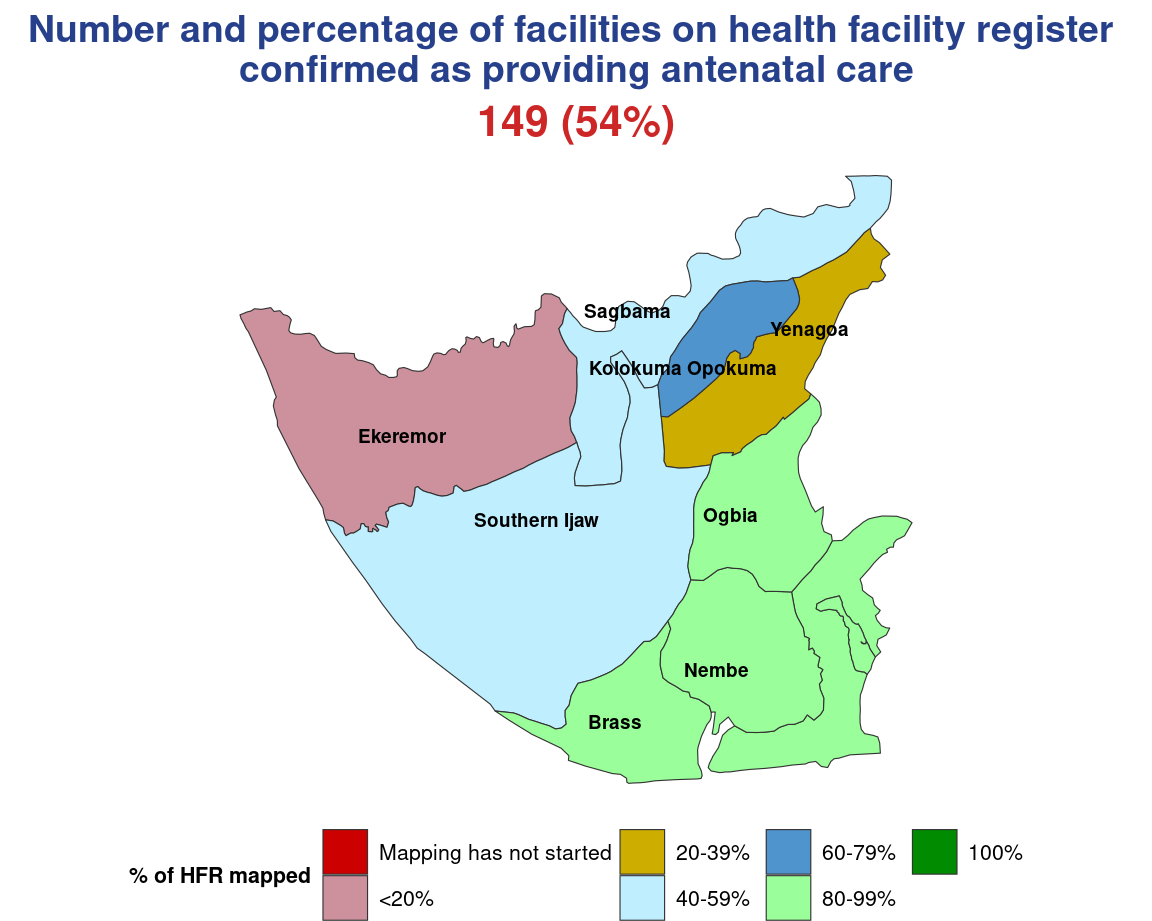 Number and percentage of facilities on health facility register
confirmed as providing antenatal care
149 (54%)
Sagbama
Yenagoa
Kolokuma Opokuma
Ekeremor
Ogbia
Southern Ijaw
Nembe
Brass
% of HFR mapped
Mapping has not started
20-39%
60-79%
100%
<20%
40-59%
80-99%